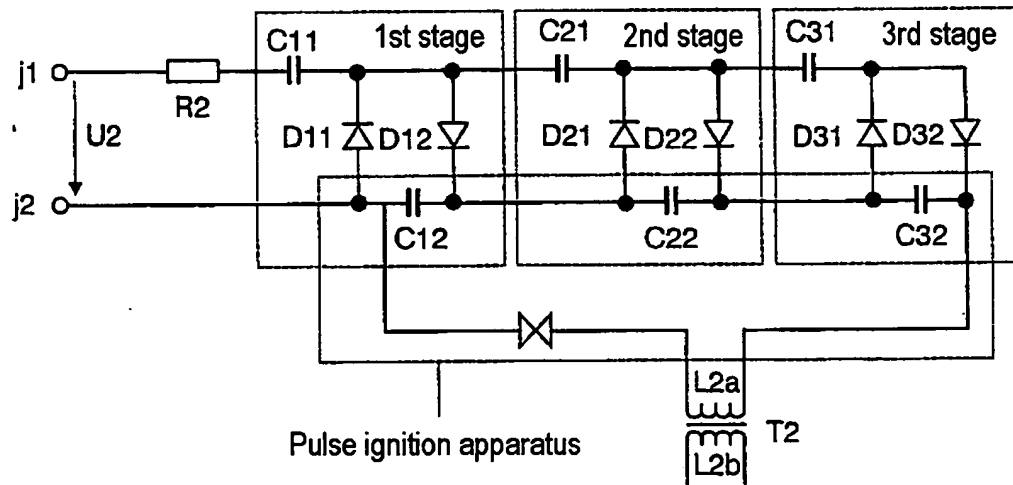 C11
1st stage
C21
2nd stage
C31
3rd stage
j1
R2
U2
D11
D12
D21
D22
D31
D32
j2
C12
C22
C32
L2a
T2
L2b
Pulse ignition apparatus